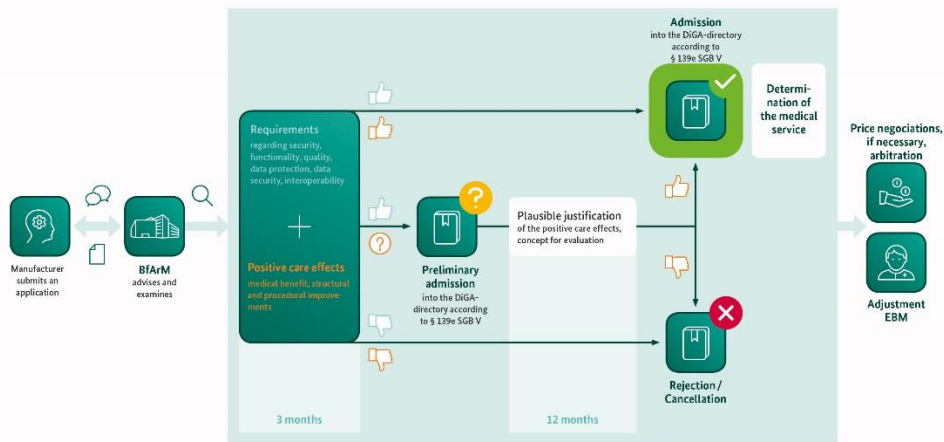 Manufacturer
submits an
application
BfArM
advises and
examines
Requirements
regarding security,
functionality, quality,
data protection, data
security, interoperability
Positive care effects
medical benefit, structural
and procedural improve-
ments
3 months
?
?
Preliminary
admission
into the DiGA-
directory according
to § 139e SGB V
Plausible justification
of the positive care effects,
concept for evaluation
12 months
Admission
into the DiGA-directory
according to
§ 139e SGB V
Determi-
nation of
the medical
service
Rejection /
Cancellation
Price negotiations,
if necessary,
arbitration
Adjustment
EBM